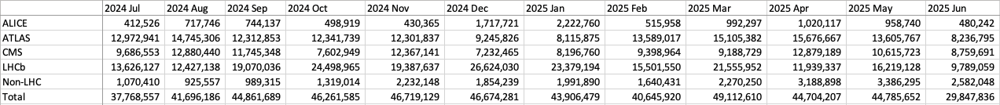 2024 Jul 2024 Aug 2024 Sep 2024 Oct 2024 Nov 2024 Dec 2025 Jan 2025 Feb 2025 Mar 2025 Apr 2025 May 2025 Jun
ALICE 412,526 717,746 744,137 498,919 430,365 1,717,721 2,222,760 515,958 992,297 1,020,117 958,740 480,242
ATLAS 12,972,941 14,745,306 12,312,853 12,341,739 12,301,837 9,245,826 8,115,875 13,589,017 15,105,382 15,676,667 13,605,767 8,236,795
CMS 9,686,553 12,880,440 11,745,348 7,602,949 12,367,141 7,232,465 8,196,760 9,398,964 9,188,729 12,879,189 10,615,723 8,759,691
LHCb 13,626,127 12,427,138 19,070,036 24,498,965 19,387,637 26,624,030 23,379,194 15,501,550 21,555,952 11,939,337 16,219,128 9,789,059
Non-LHC 1,070,410 925,557 989,315 1,319,014 2,232,148 1,854,239 1,991,890 1,640,431 2,270,250 3,188,898 3,386,295 2,582,048
Total 37,768,557 41,696,186 44,861,689 46,261,585 46,719,129 46,674,281 43,906,479 40,645,920 49,112,610 44,704,207 44,785,652 29,847,836